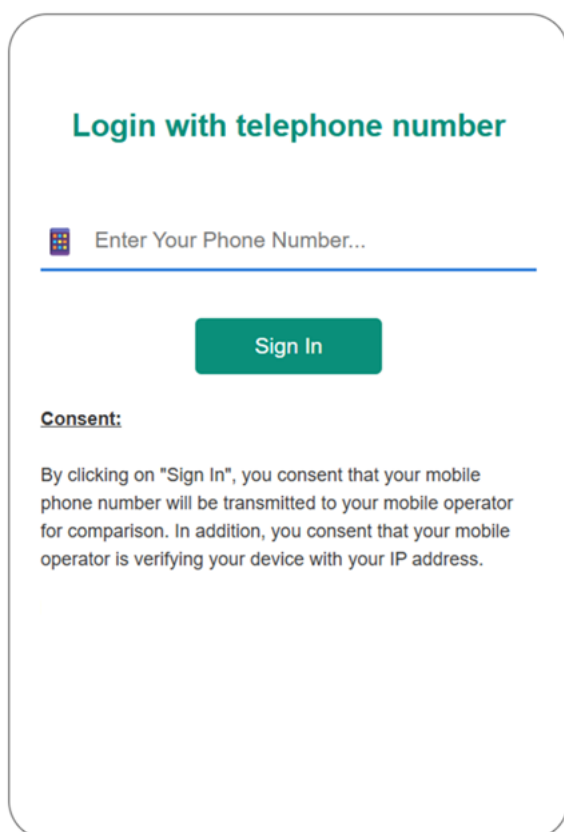 Login with telephone number
Enter Your Phone Number...
Sign In
Consent:
By clicking on "Sign In", you consent that your mobile
phone number will be transmitted to your mobile operator
for comparison. In addition, you consent that your mobile
operator is verifying your device with your IP address.